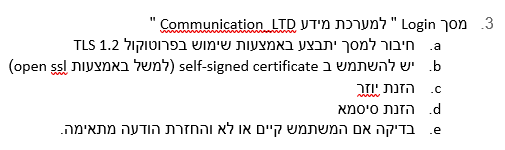 3. מסך Login " למערכת מידע Communication_LTD "
a. חיבור למסך יתבצע באמצעות שימוש בפרוטוקול TLS 1.2
b. יש להשתמש ב self-signed certificate (למשל באמצעות open ssl)
c. הזנת יוזר
d. הזנת סיסמא
e. בדיקה אם המשתמש קיים או לא והחזרת הודעה מתאימה.